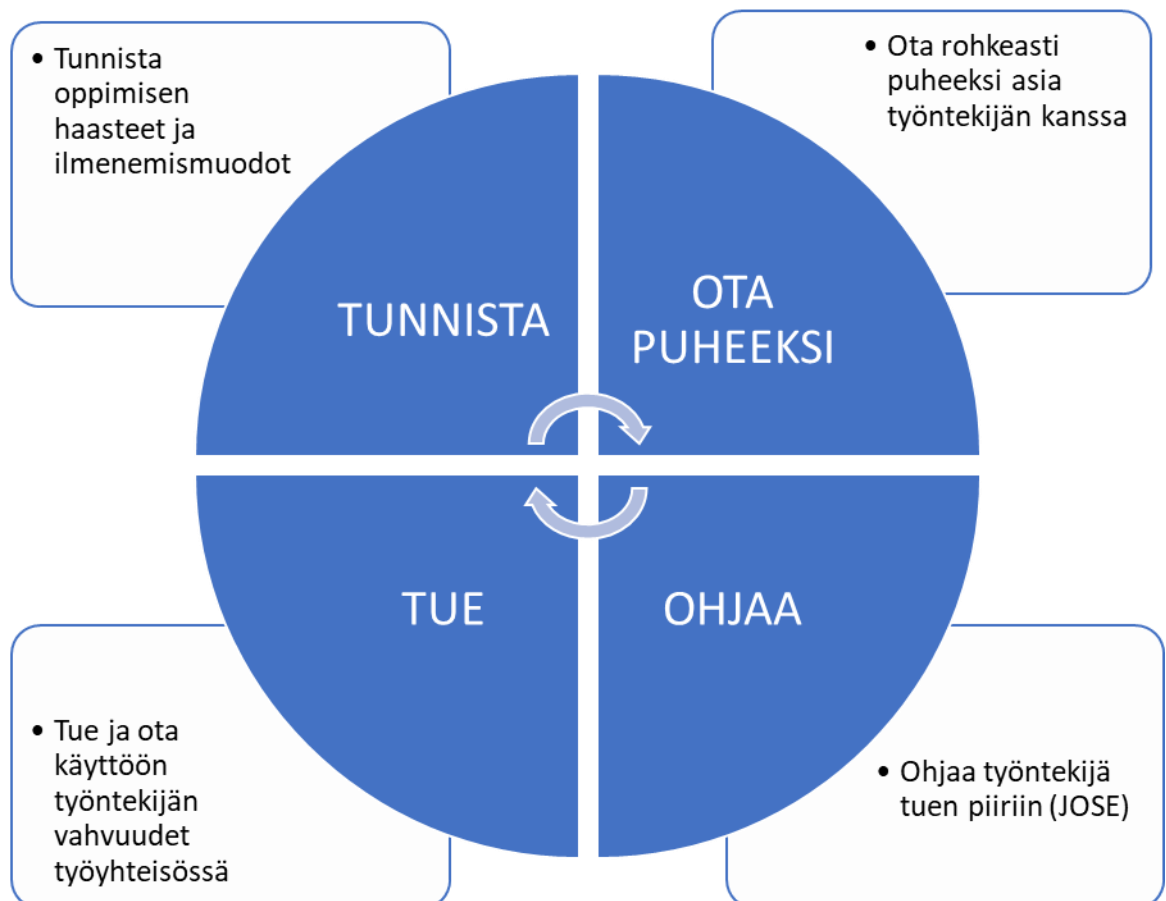 • Tunnista
oppimisen
haasteet ja
ilmenemismuodot
• Ota rohkeasti
puheeksi asia
työntekijän kanssa
TUNNISTA
OTA
PUHEEKSI
TUE
OHJAA
• Tue ja ota
käyttöön
työntekijän
vahvuudet
työyhteisössä
• Ohjaa työntekijä
tuen piiriin (JOSE)